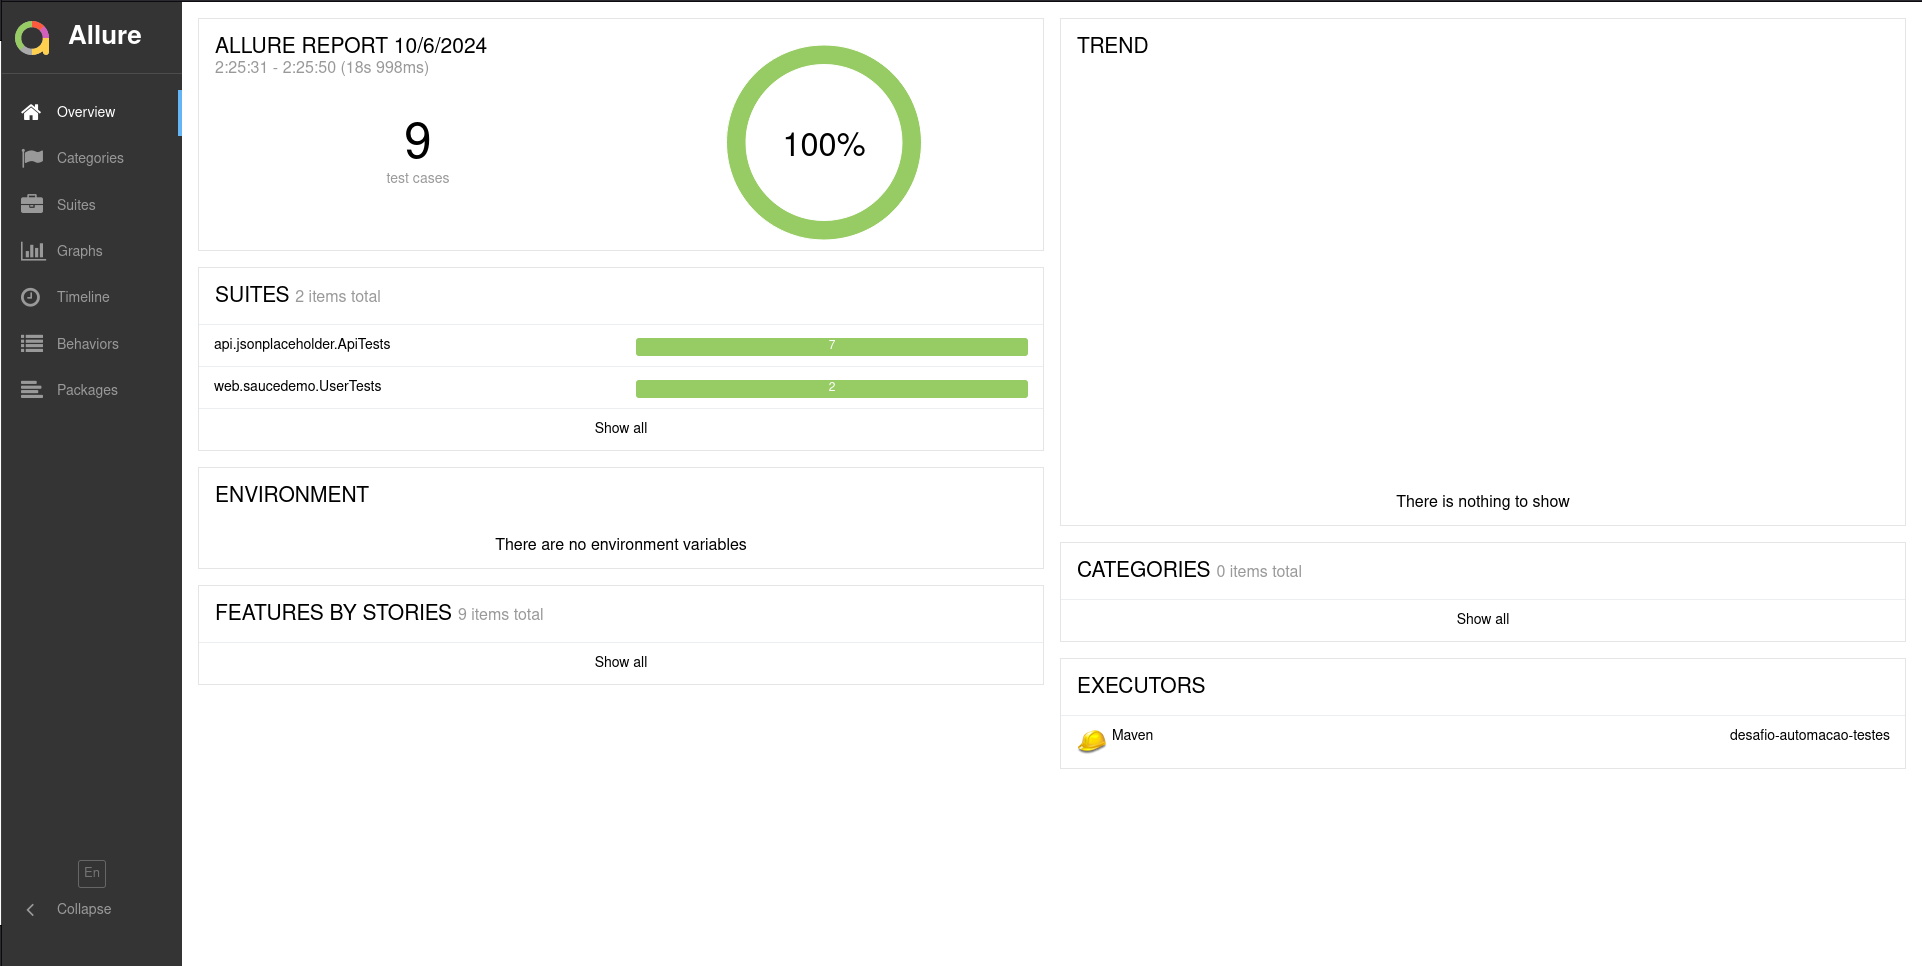 Allure
Overview
Categories
Suites
Graphs
Timeline
Behaviors
Packages
En
Collapse
ALLURE REPORT 10/6/2024
2:25:31 - 2:25:50 (18s 998ms)
9
test cases
100%
SUITES 2 items total
api.jsonplaceholder.ApiTests 7
web.saucedemo.UserTests 2
Show all
ENVIRONMENT
There are no environment variables
FEATURES BY STORIES 9 items total
Show all
TREND
There is nothing to show
CATEGORIES 0 items total
Show all
EXECUTORS
Maven desafio-automacao-testes